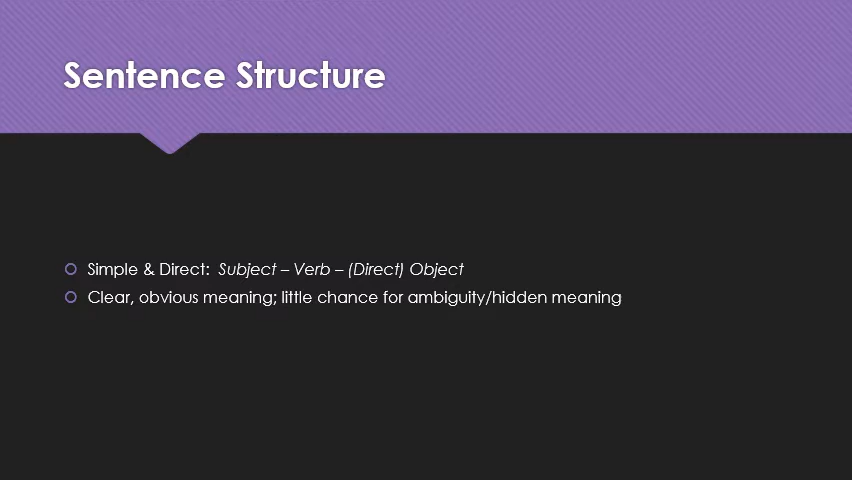 Sentence Structure
Simple & Direct: Subject – Verb – (Direct) Object
Clear, obvious meaning; little chance for ambiguity/hidden meaning